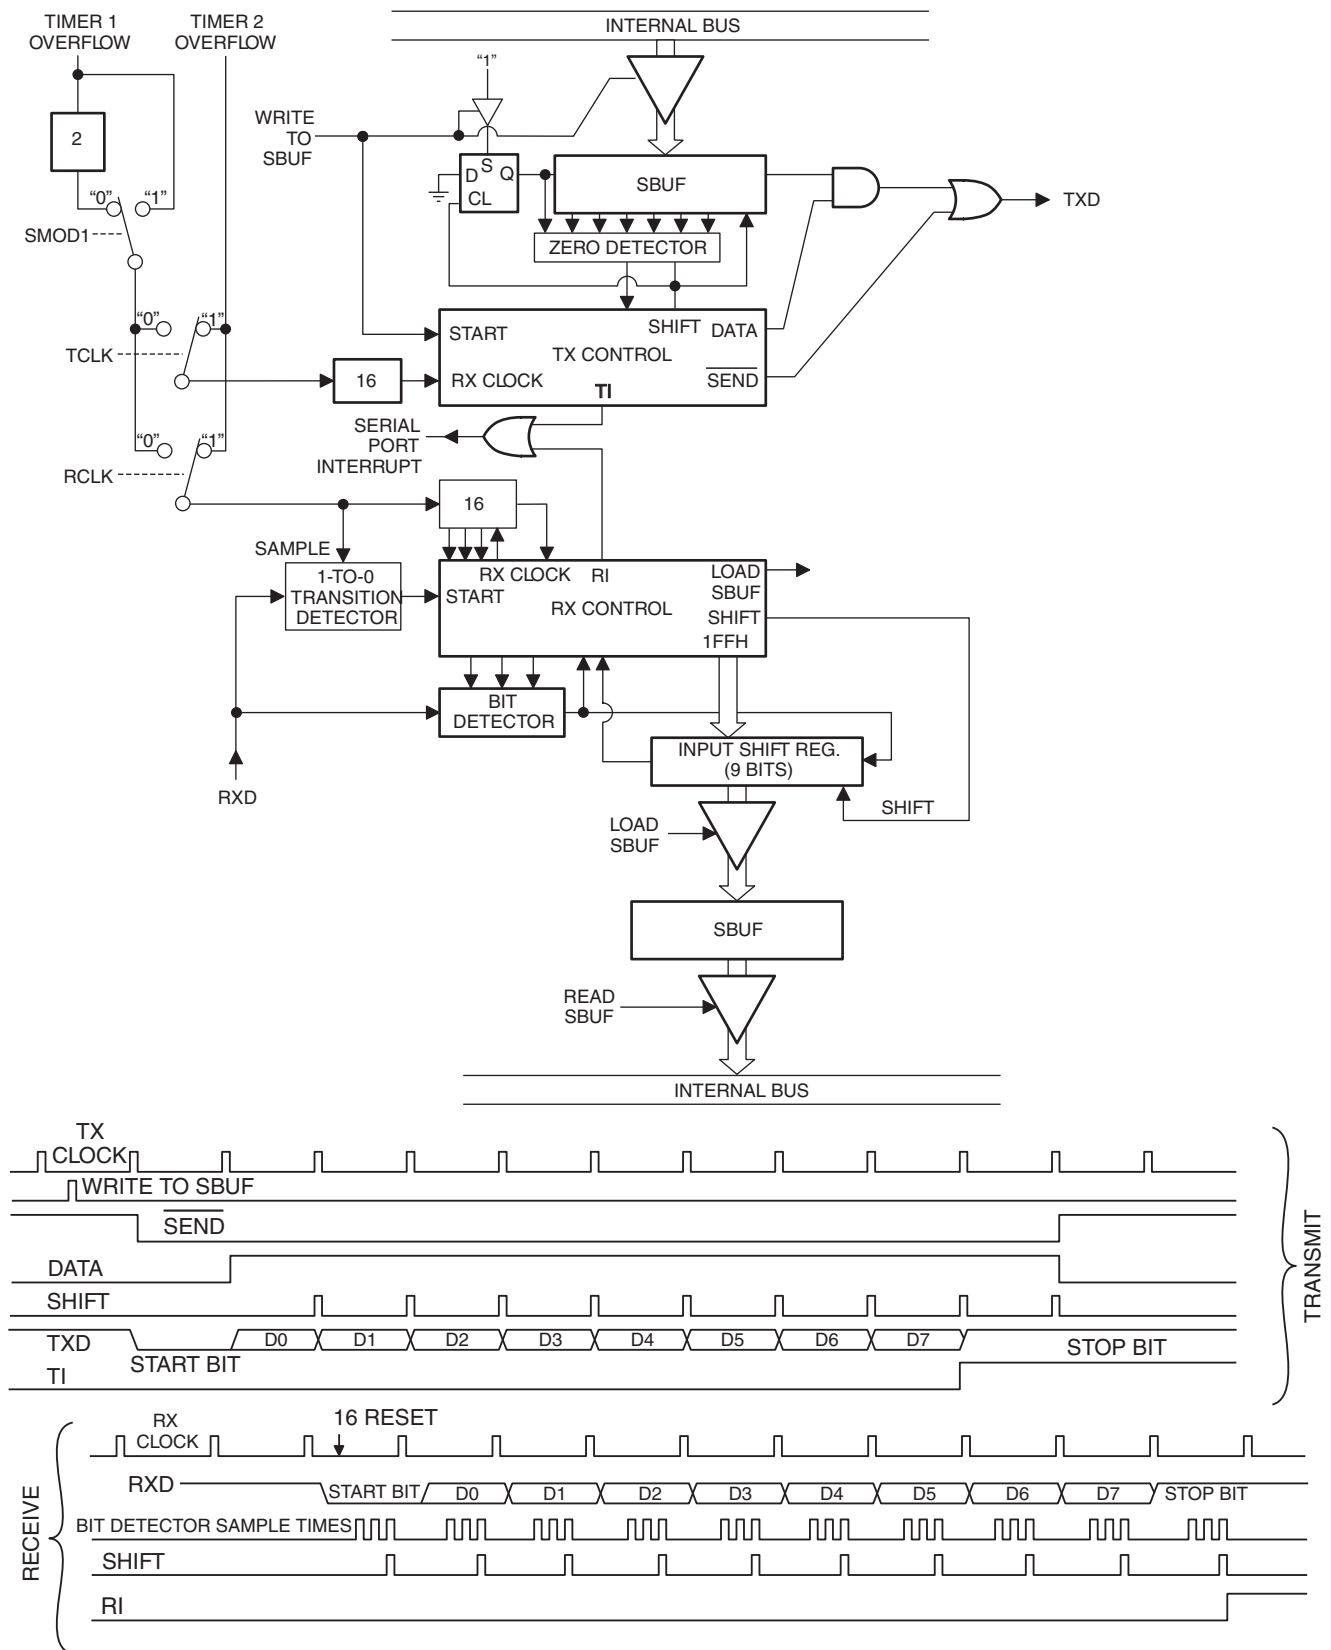 TIMER 1
OVERFLOW
TIMER 2
OVERFLOW
INTERNAL BUS
“1”
WRITE
TO
SBUF
2
D
S
Q
CL
SBUF
TXD
“0”
“1”
SMOD1
ZERO DETECTOR
“0”
“1”
TCLK
START
SHIFT
DATA
TX CONTROL
16
RX CLOCK
TI
SEND
SERIAL
PORT
INTERRUPT
“0”
“1”
RCLK
16
SAMPLE
1-TO-0
TRANSITION
DETECTOR
RX CLOCK
RI
LOAD
SBUF
START
RX CONTROL
SHIFT
1FFH
BIT
DETECTOR
INPUT SHIFT REG.
(9 BITS)
RXD
SHIFT
LOAD
SBUF
SBUF
READ
SBUF
INTERNAL BUS
TX
CLOCK
WRITE TO SBUF
SEND
DATA
SHIFT
TXD
START BIT
D0
D1
D2
D3
D4
D5
D6
D7
STOP BIT
TI
TRANSMIT
RX
CLOCK
16 RESET
RXD
START BIT
D0
D1
D2
D3
D4
D5
D6
D7
STOP BIT
BIT DETECTOR SAMPLE TIMES
SHIFT
RI
RECEIVE